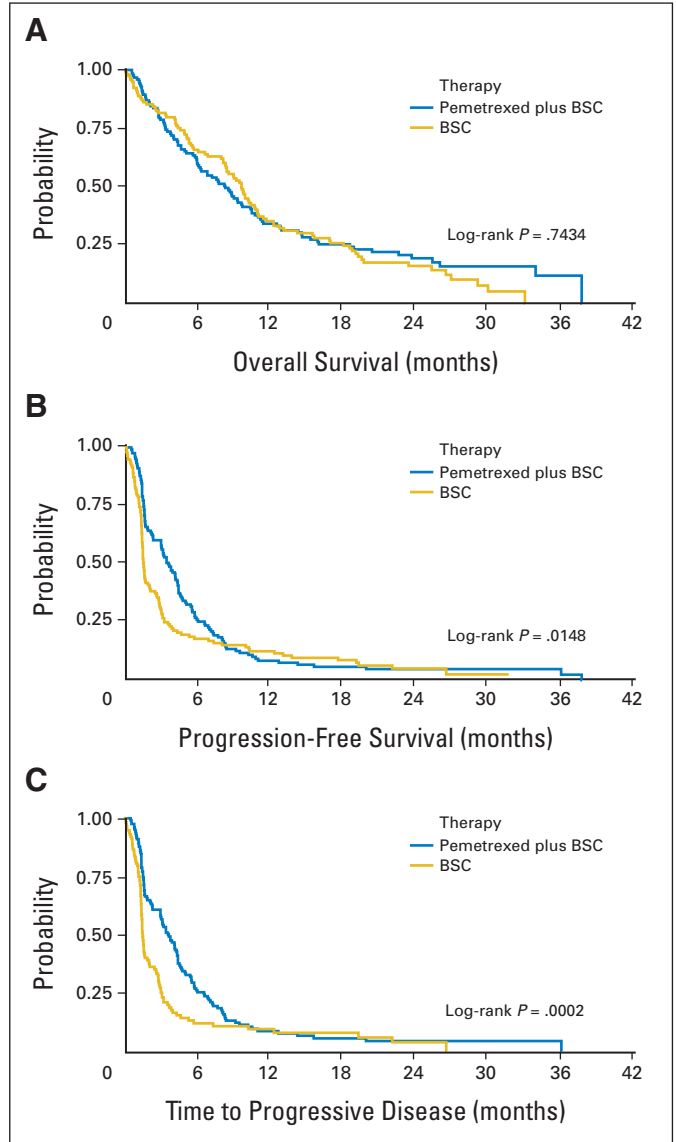 A
1.00
0.75
0.50
0.25
Probability
Therapy
Pemetrexed plus BSC
BSC
Log-rank P = .7434
0 6 12 18 24 30 36 42
Overall Survival (months)
B
1.00
0.75
0.50
0.25
Probability
Therapy
Pemetrexed plus BSC
BSC
Log-rank P = .0148
0 6 12 18 24 30 36 42
Progression-Free Survival (months)
C
1.00
0.75
0.50
0.25
Probability
Therapy
Pemetrexed plus BSC
BSC
Log-rank P = .0002
0 6 12 18 24 30 36 42
Time to Progressive Disease (months)